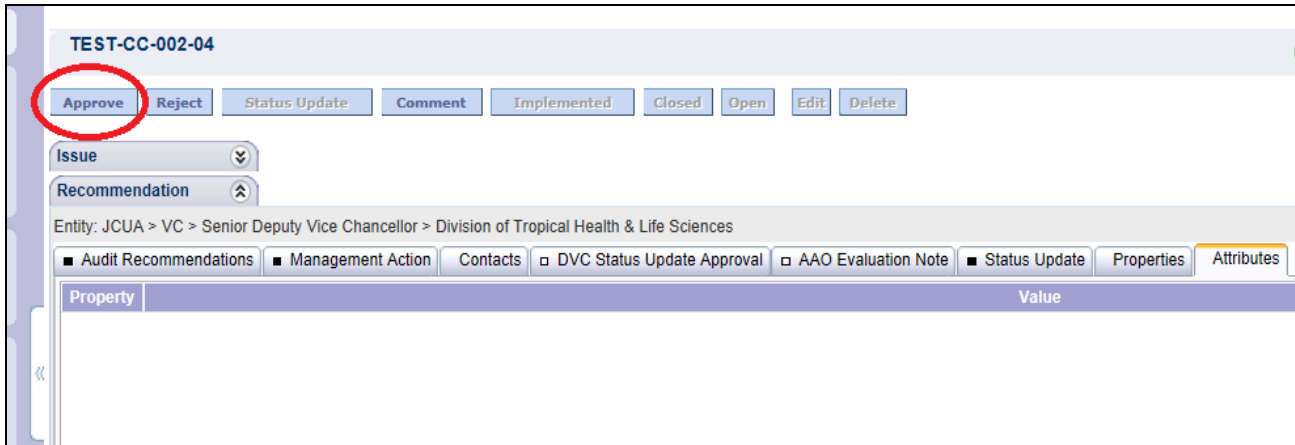 TEST-CC-002-04
Approve Reject Status Update Comment Implemented Closed Open Edit Delete
Issue
Recommendation
Entity: JCUA > VC > Senior Deputy Vice Chancellor > Division of Tropical Health & Life Sciences
Audit Recommendations Management Action Contacts DVC Status Update Approval AAO Evaluation Note Status Update Properties Attributes
Property Value